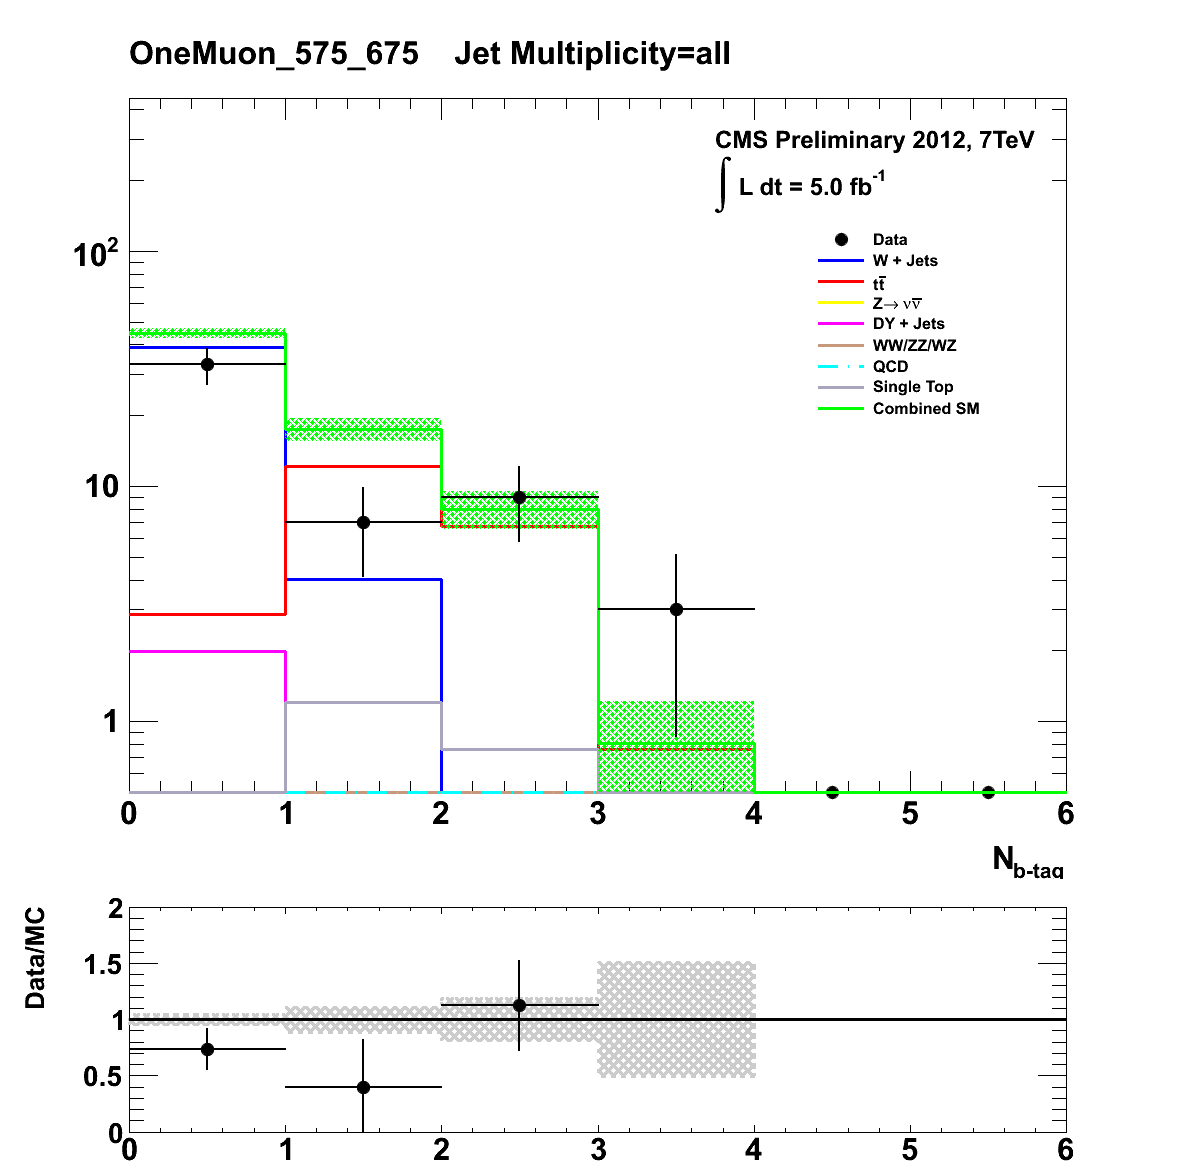 OneMuon_575_675 Jet Multiplicity=all
CMS Preliminary 2012, 7TeV
∫ L dt = 5.0 fb⁻¹
Data
W + Jets
tt̅
Z→ νν̅
DY + Jets
WW/ZZ/WZ
QCD
Single Top
Combined SM
10²
10
1
0 1 2 3 4 5 6
N_b-tag
Data/MC
2
1.5
1
0.5
0
0 1 2 3 4 5 6